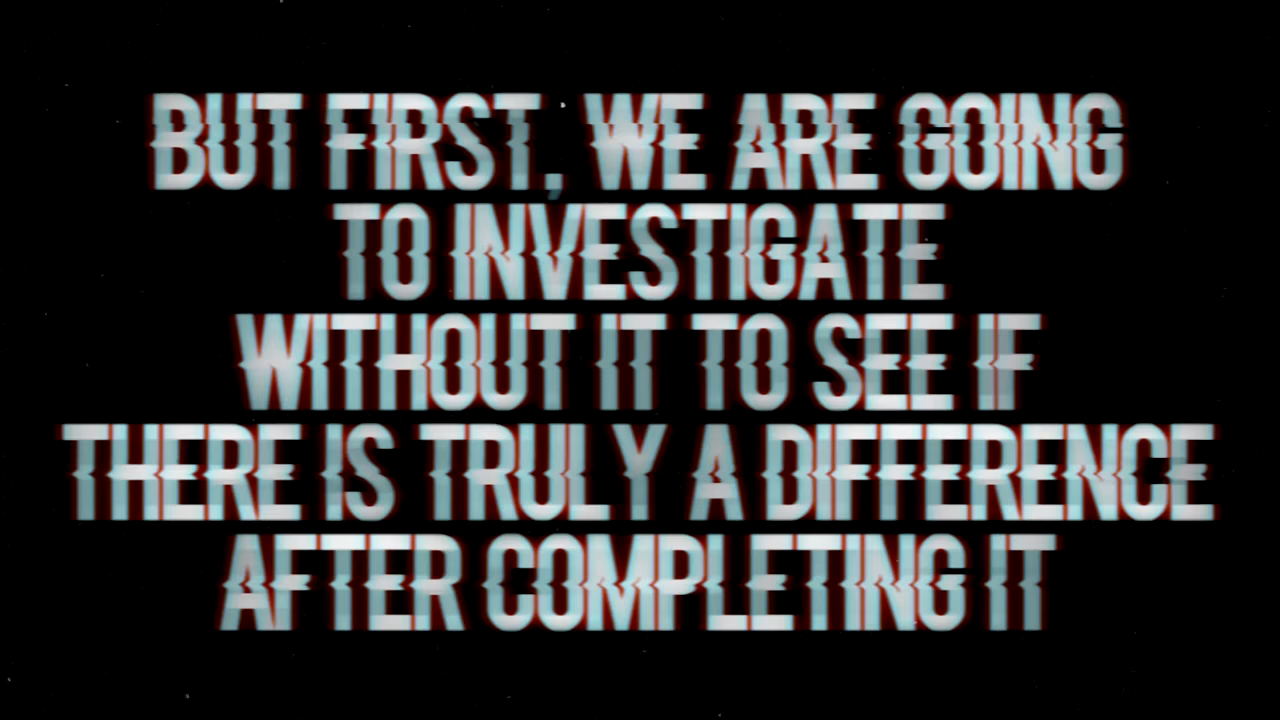 BUT FIRST, WE ARE GOING
TO INVESTIGATE
WITHOUT IT TO SEE IF
THERE IS TRULY A DIFFERENCE
AFTER COMPLETING IT